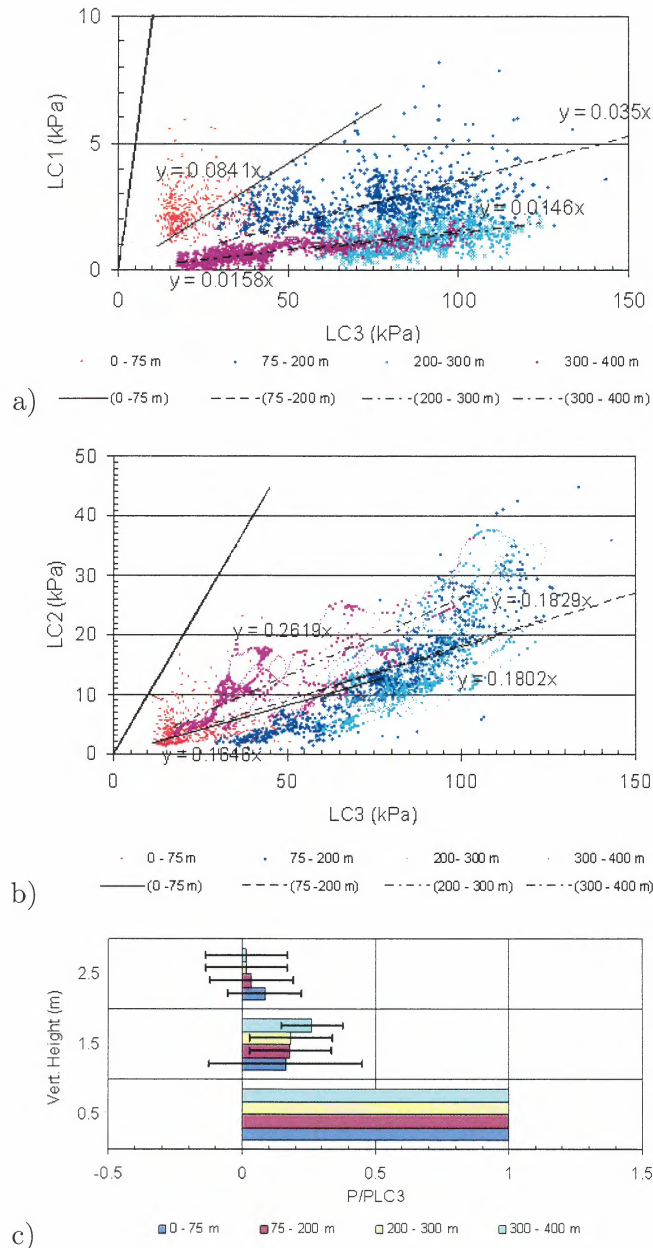 10
5
0
LC1 (kPa)
y = 0.0841x
y = 0.035x
y = 0.0146x
y = 0.0158x
0 50 100 150
LC3 (kPa)
0 - 75 m 75 - 200 m 200 - 300 m 300 - 400 m
a) (0 -75 m) (75 -200 m) (200 - 300 m) (300 - 400 m)
50
40
30
20
10
0
LC2 (kPa)
y = 0.2619x
y = 0.1829x
y = 0.1802x
y = 0.1646x
0 50 100 150
LC3 (kPa)
0 - 75 m 75 - 200 m 200 - 300 m 300 - 400 m
b) (0 -75 m) (75-200 m) (200 - 300 m) (300 - 400 m)
Vert. Height (m)
2.5
1.5
0.5
-0.5 0 0.5 1 1.5
P/PLC3
c) 0 - 75 m 75 - 200 m 200 - 300 m 300 - 400 m